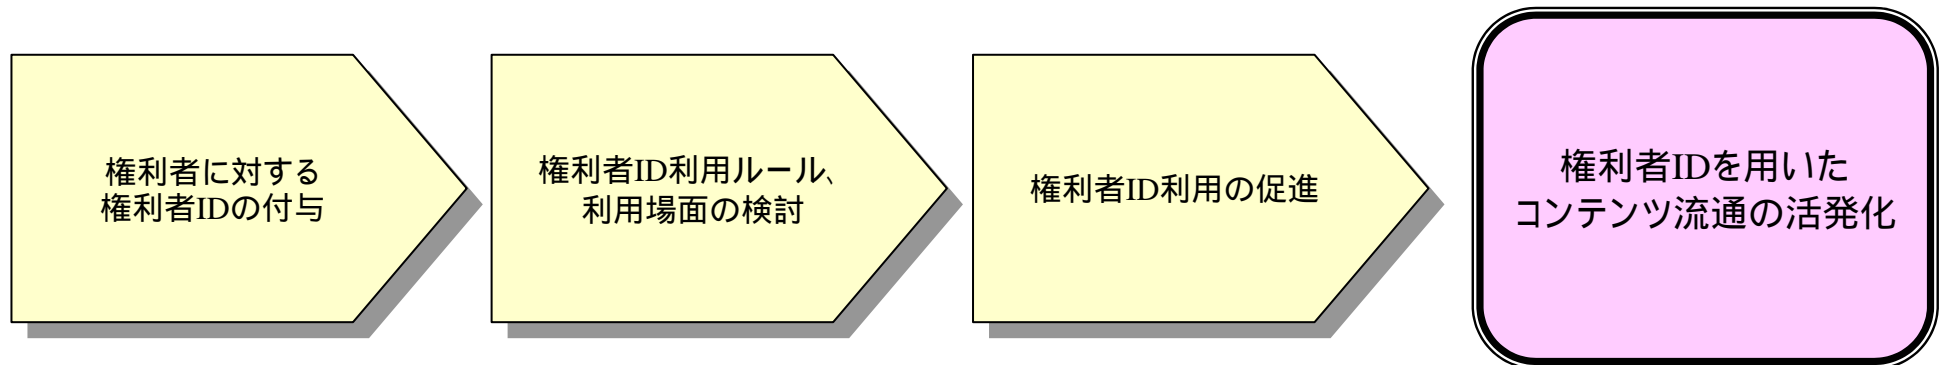 権利者に対する
権利者IDの付与
権利者ID利用ルール、
利用場面の検討
権利者ID利用の促進
権利者IDを用いた
コンテンツ流通の活発化